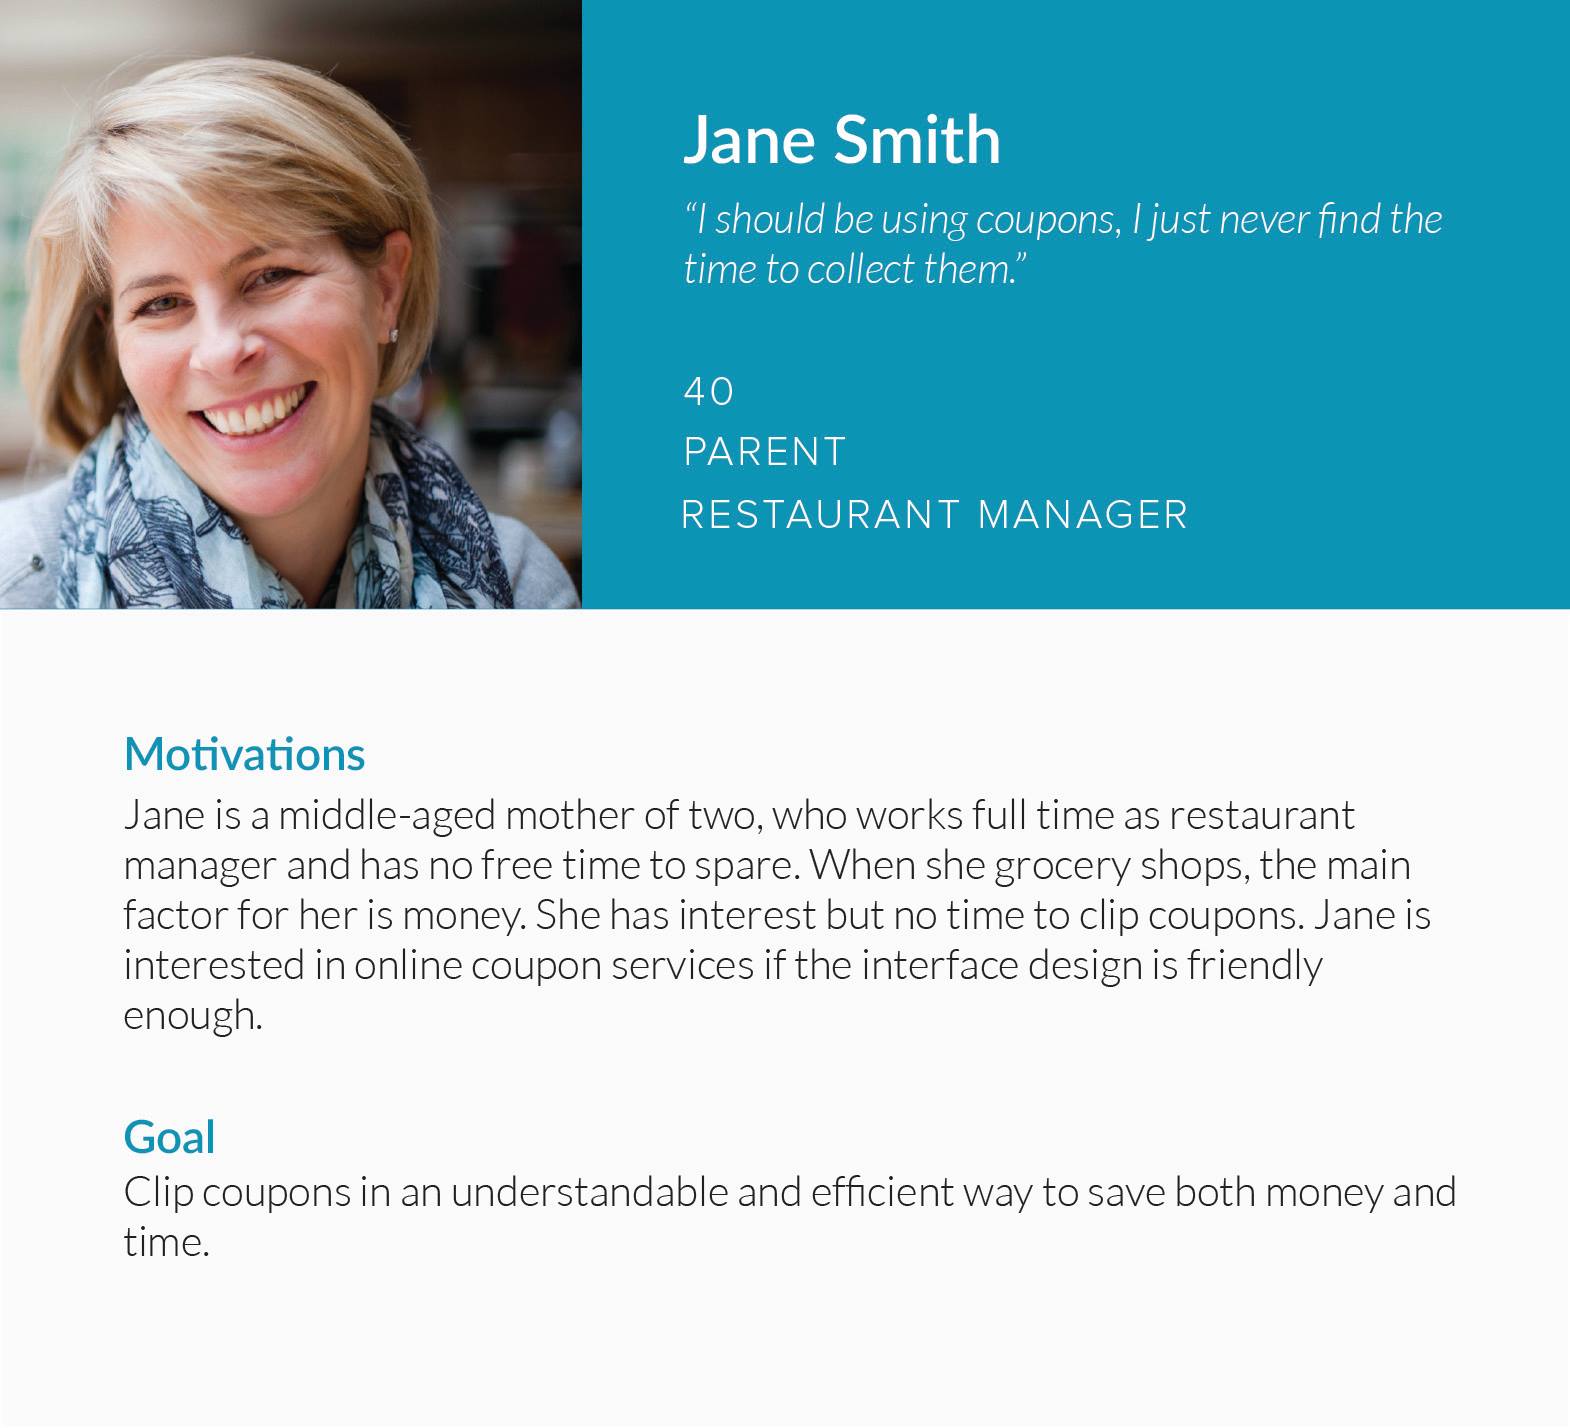 Jane Smith
“I should be using coupons, I just never find the
time to collect them.”
40
PARENT
RESTAURANT MANAGER
Motivations
Jane is a middle-aged mother of two, who works full time as restaurant
manager and has no free time to spare. When she grocery shops, the main
factor for her is money. She has interest but no time to clip coupons. Jane is
interested in online coupon services if the interface design is friendly
enough.
Goal
Clip coupons in an understandable and efficient way to save both money and
time.